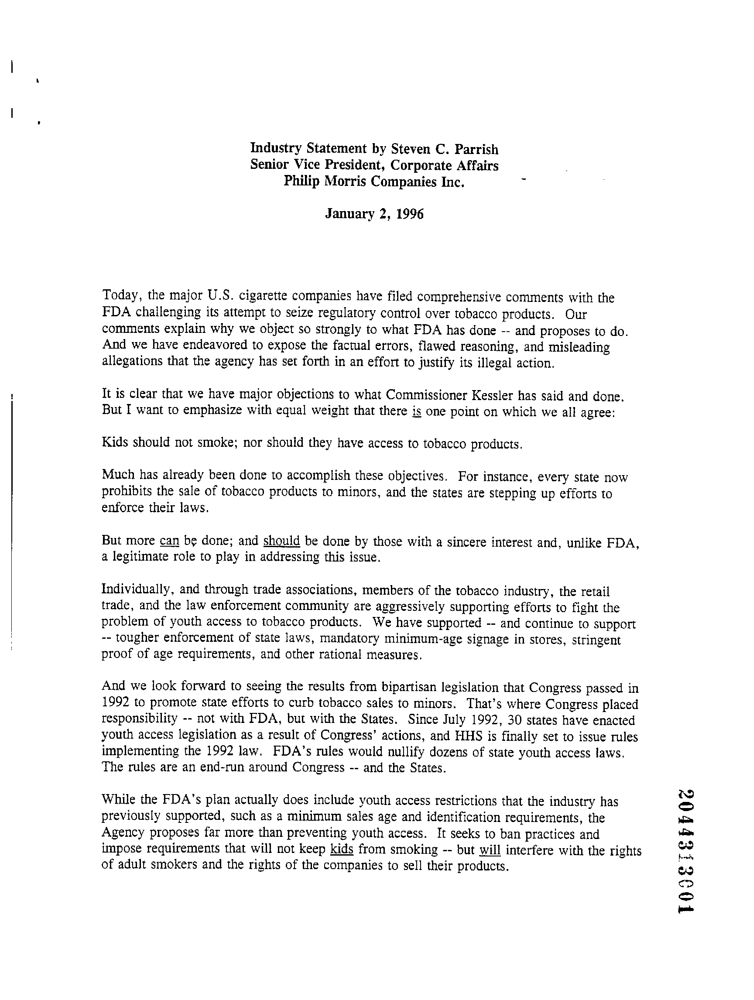 Industry Statement by Steven C. Parrish
Senior Vice President, Corporate Affairs
Philip Morris Companies Inc.
January 2, 1996
Today, the major U.S. cigarette companies have filed comprehensive comments with the
FDA challenging its attempt to seize regulatory control over tobacco products. Our
comments explain why we object so strongly to what FDA has done -- and proposes to do.
And we have endeavored to expose the factual errors, flawed reasoning, and misleading
allegations that the agency has set forth in an effort to justify its illegal action.
It is clear that we have major objections to what Commissioner Kessler has said and done.
But I want to emphasize with equal weight that there is one point on which we all agree:
Kids should not smoke; nor should they have access to tobacco products.
Much has already been done to accomplish these objectives. For instance, every state now
prohibits the sale of tobacco products to minors, and the states are stepping up efforts to
enforce their laws.
But more can be done; and should be done by those with a sincere interest and, unlike FDA,
a legitimate role to play in addressing this issue.
Individually, and through trade associations, members of the tobacco industry, the retail
trade, and the law enforcement community are aggressively supporting efforts to fight the
problem of youth access to tobacco products. We have supported -- and continue to support
-- tougher enforcement of state laws, mandatory minimum-age signage in stores, stringent
proof of age requirements, and other rational measures.
And we look forward to seeing the results from bipartisan legislation that Congress passed in
1992 to promote state efforts to curb tobacco sales to minors. That's where Congress placed
responsibility -- not with FDA, but with the States. Since July 1992, 30 states have enacted
youth access legislation as a result of Congress' actions, and HHS is finally set to issue rules
implementing the 1992 law. FDA's rules would nullify dozens of state youth access laws.
The rules are an end-run around Congress -- and the States.
While the FDA's plan actually does include youth access restrictions that the industry has
previously supported, such as a minimum sales age and identification requirements, the
Agency proposes far more than preventing youth access. It seeks to ban practices and
impose requirements that will not keep kids from smoking -- but will interfere with the rights
of adult smokers and the rights of the companies to sell their products.
2044313001